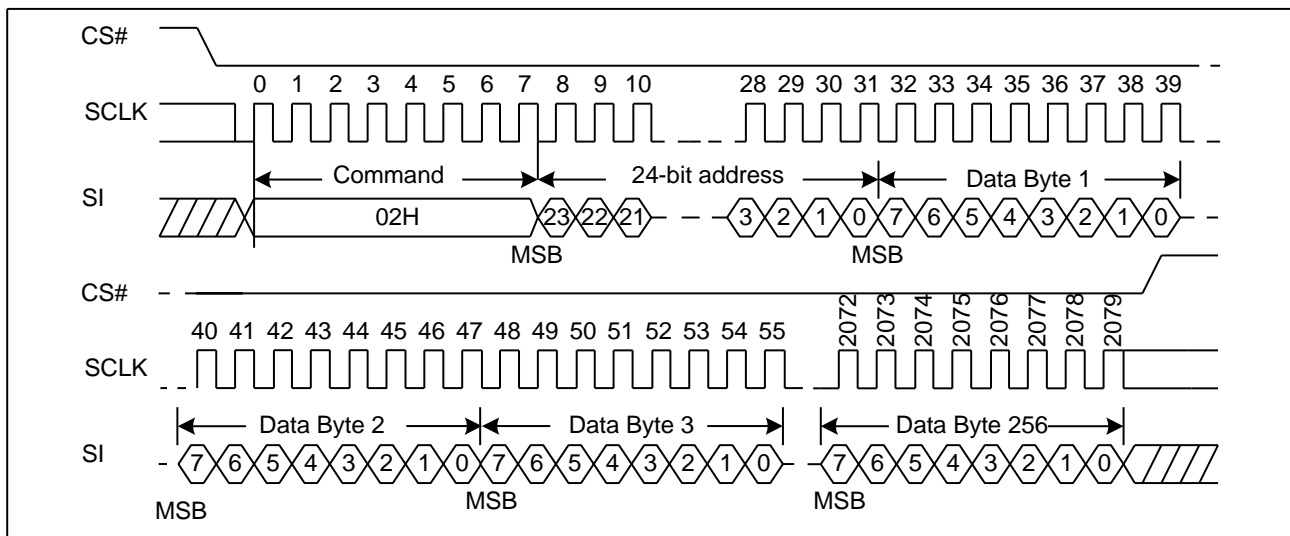 CS#
0 1 2 3 4 5 6 7 8 9 10 28 29 30 31 32 33 34 35 36 37 38 39
SCLK
Command 24-bit address Data Byte 1
SI
02H 23 22 21 3 2 1 0 7 6 5 4 3 2 1 0
MSB MSB
CS#
40 41 42 43 44 45 46 47 48 49 50 51 52 53 54 55 2072 2073 2074 2075 2076 2077 2078 2079
SCLK
Data Byte 2 Data Byte 3 Data Byte 256
SI
7 6 5 4 3 2 1 0 7 6 5 4 3 2 1 0 7 6 5 4 3 2 1 0
MSB MSB MSB